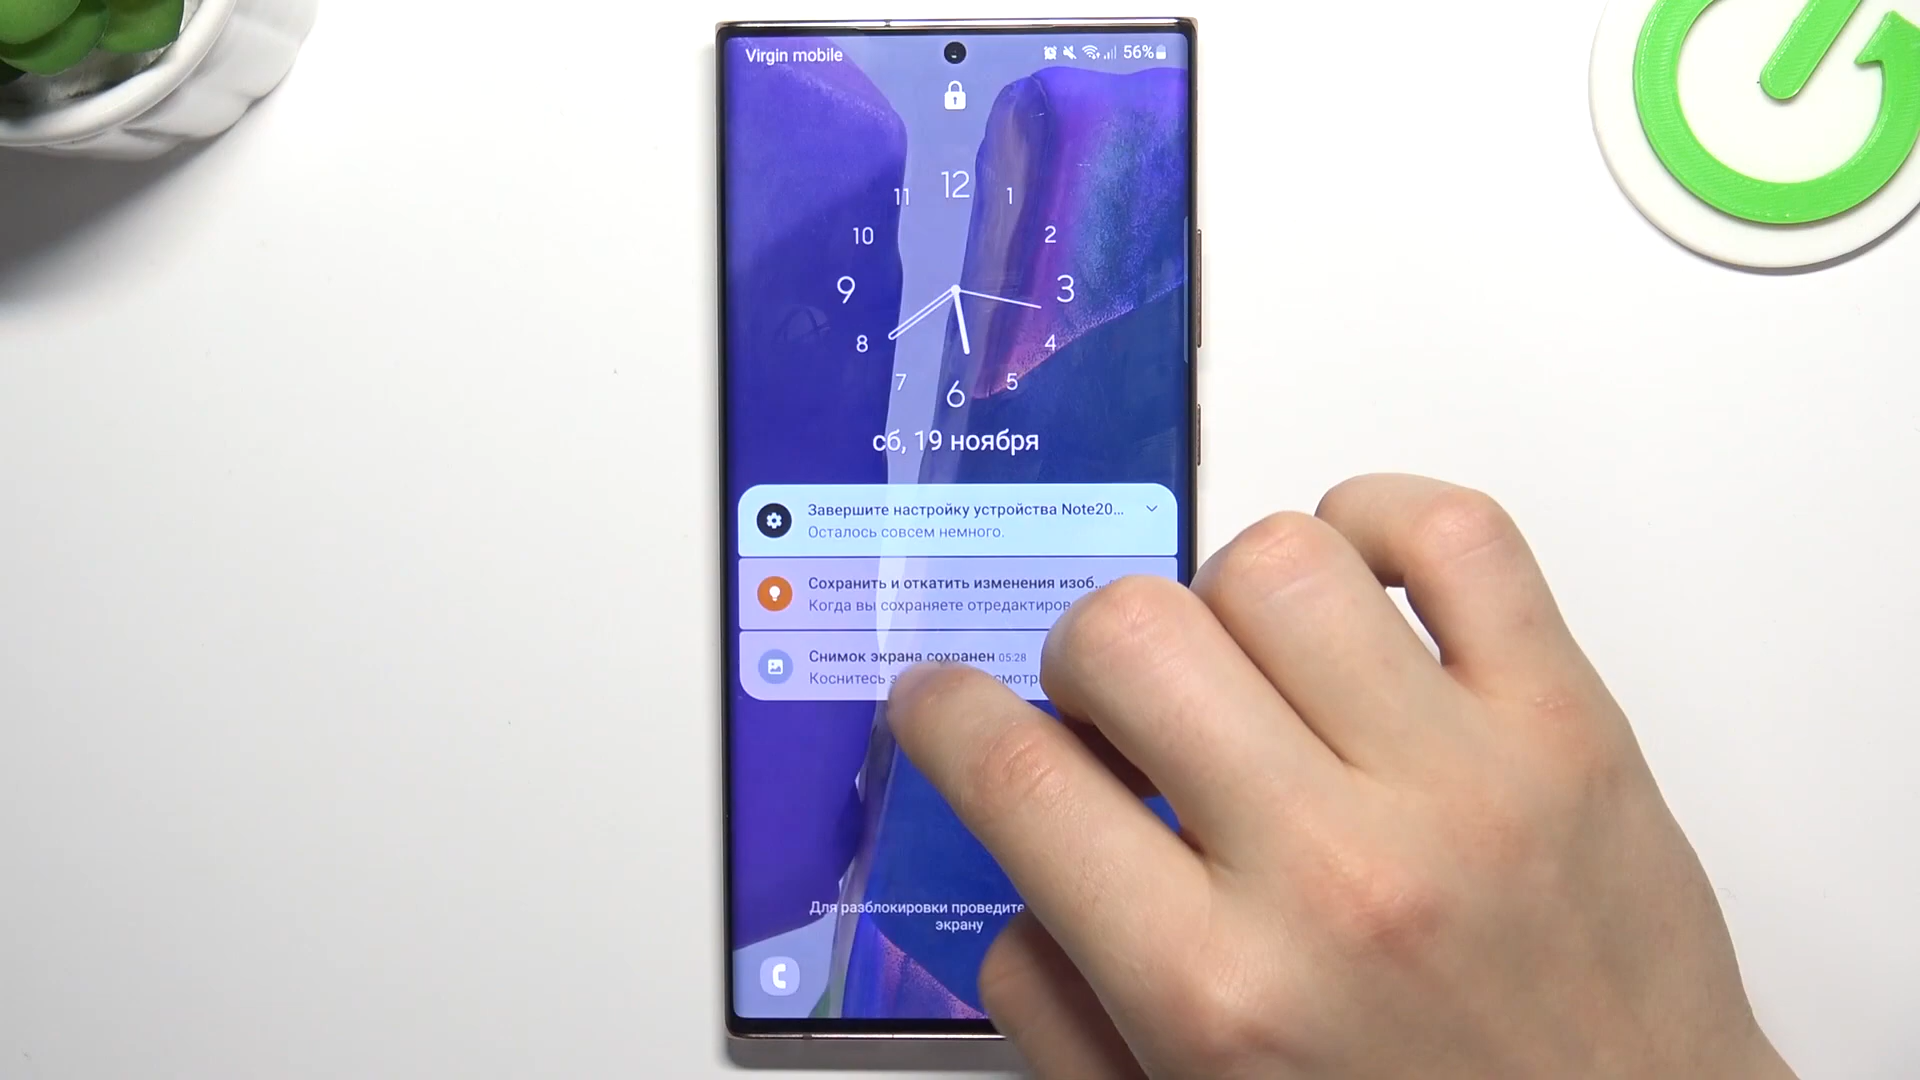 Virgin mobile
56%
12
11
1
10
2
9
3
8
4
7
5
6
сб, 19 ноября
Завершите настройку устройства Note20...
Осталось совсем немного.
Сохранить и откатить изменения изоб...
Когда вы сохраняете
Снимок экрана сохранен 05:28
Коснитесь
Для разблокировки проведите
экрану